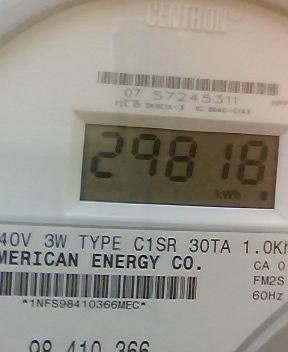 CENTRON
07 57245311
29818
kWh
40V 3W TYPE C1SR 30TA 1.0Kh
MERICAN ENERGY CO.
CA 0
FM2S
60Hz
*1NFS98410366MEC*
98 410 366